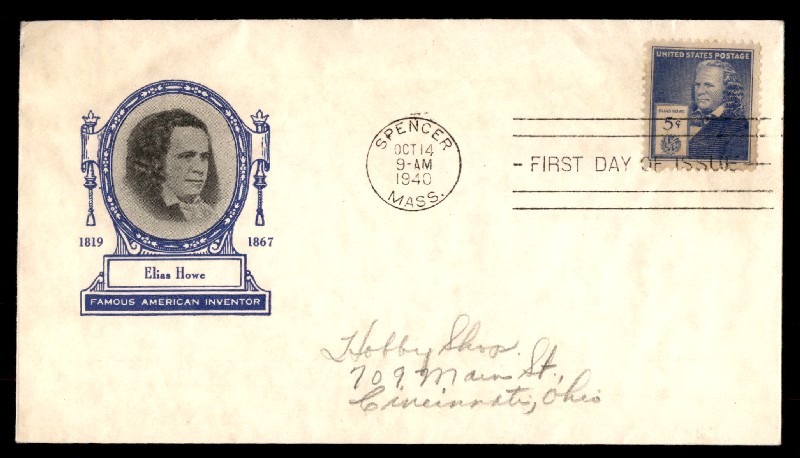 UNITED STATES POSTAGE
ELIAS HOWE
5¢
SPENCER
OCT 14
9-AM
1940
MASS.
FIRST DAY OF ISSUE
1819 1867
Elias Howe
FAMOUS AMERICAN INVENTOR
Hobby Shop.
709 Main St.,
Cincinnati, Ohio